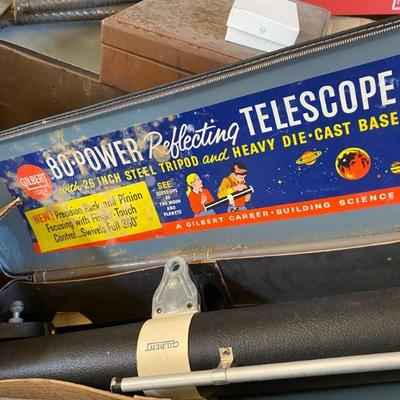 GILBERT
80-POWER Reflecting TELESCOPE
with 26 INCH STEEL TRIPOD and HEAVY DIE-CAST BASE
NEW! Precision Rack and Pinion
Focusing with Finger-Touch
Control...Swivels Full 360°
SEE
CLOSEUPS OF
THE MOON
AND PLANETS
A GILBERT CAREER-BUILDING SCIENCE
GILBERT